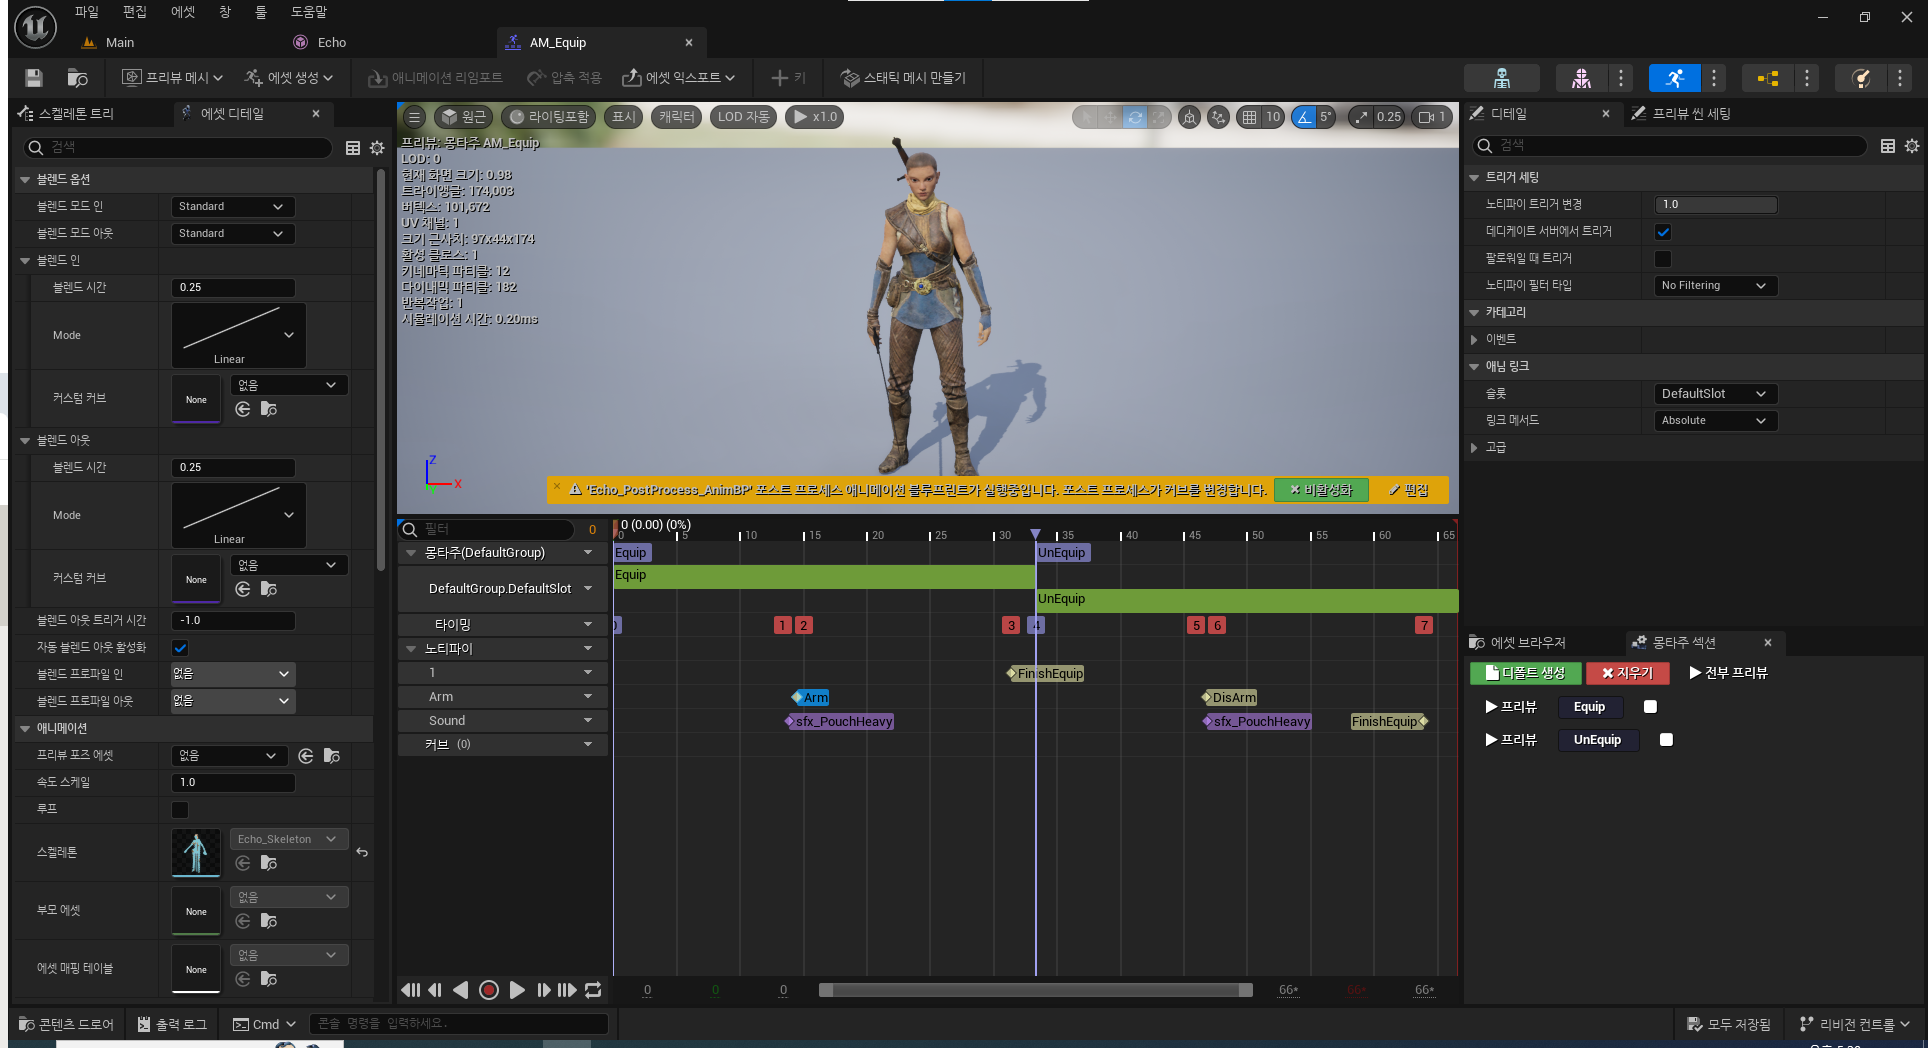 파일 편집 에셋 창 툴 도움말
Main
Echo
AM_Equip
프리뷰 메시
에셋 생성
애니메이션 리임포트
압축 적용
에셋 익스포트
키
스태틱 메시 만들기
스켈레톤 트리
에셋 디테일
검색
블렌드 옵션
블렌드 모드 인 Standard
블렌드 모드 아웃 Standard
블렌드 인
블렌드 시간 0.25
Mode Linear
커스텀 커브 None 없음
블렌드 아웃
블렌드 시간 0.25
Mode Linear
커스텀 커브 None 없음
블렌드 아웃 트리거 시간 -1.0
자동 블렌드 아웃 활성화
블렌드 프로파일 인 없음
블렌드 프로파일 아웃 없음
애니메이션
프리뷰 포즈 에셋 없음
속도 스케일 1.0
루프
스켈레톤 Echo_Skeleton
부모 에셋 None 없음
에셋 매핑 테이블 None 없음
원근 라이팅포함 표시 캐릭터 LOD 자동 x1.0
10 5° 0.25 1
프리뷰: 몽타주 AM_Equip
LOD: 0
현재 화면 크기: 0.98
트라이앵글: 174,003
버텍스: 101,672
UV 채널: 1
크기 근사치: 97x44x174
활성 클로스: 1
키네마틱 파티클: 12
다이내믹 파티클: 182
반복작업: 1
시뮬레이션 시간: 0.20ms
Z
X
'Echo_PostProcess_AnimBP' 포스트 프로세스 애니메이션 블루프린트가 실행중입니다. 포스트 프로세스가 커브를 변경합니다.
비활성화
편집
필터 0
0 (0.00) (0%)
0 5 10 15 20 25 30 35 40 45 50 55 60 65
몽타주(DefaultGroup) Equip UnEquip
DefaultGroup.DefaultSlot
Equip
UnEquip
타이밍 1 2 3 4 5 6 7
노티파이
1 FinishEquip
Arm Arm DisArm
Sound sfx_PouchHeavy sfx_PouchHeavy FinishEquip
커브 (0)
0 0 0 66* 66* 66*
디테일
프리뷰 씬 세팅
검색
트리거 세팅
노티파이 트리거 변경 1.0
데디케이트 서버에서 트리거
팔로워일 때 트리거
노티파이 필터 타입 No Filtering
카테고리
이벤트
애님 링크
슬롯 DefaultSlot
링크 메서드 Absolute
고급
에셋 브라우저
몽타주 섹션
디폴트 생성 지우기 전부 프리뷰
프리뷰 Equip
프리뷰 UnEquip
콘텐츠 드로어 출력 로그 Cmd 콘솔 명령을 입력하세요.
모두 저장됨 리비전 컨트롤